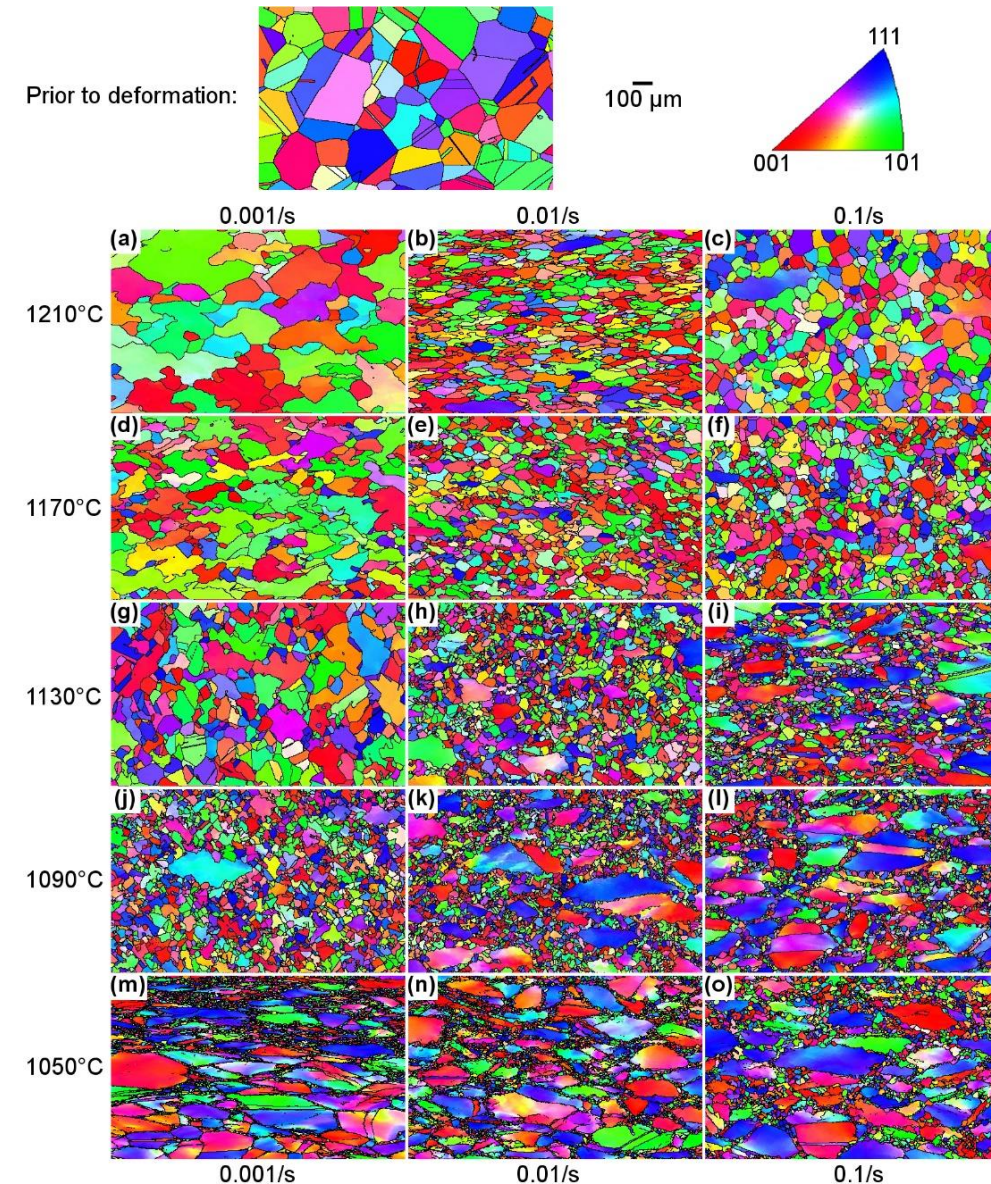 111
Prior to deformation:
100 µm
001 101
0.001/s 0.01/s 0.1/s
(a) (b) (c)
1210°C
(d) (e) (f)
1170°C
(g) (h) (i)
1130°C
(j) (k) (l)
1090°C
(m) (n) (o)
1050°C
0.001/s 0.01/s 0.1/s